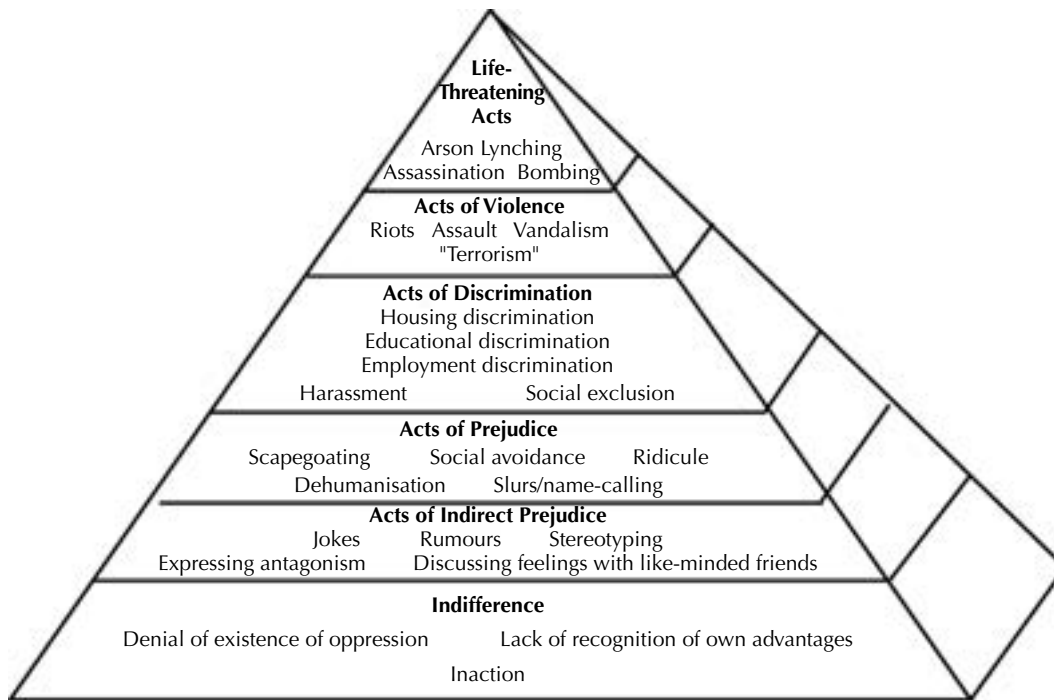 Life-
Threatening
Acts
Arson Lynching
Assassination Bombing
Acts of Violence
Riots Assault Vandalism
"Terrorism"
Acts of Discrimination
Housing discrimination
Educational discrimination
Employment discrimination
Harassment Social exclusion
Acts of Prejudice
Scapegoating Social avoidance Ridicule
Dehumanisation Slurs/name-calling
Acts of Indirect Prejudice
Jokes Rumours Stereotyping
Expressing antagonism Discussing feelings with like-minded friends
Indifference
Denial of existence of oppression Lack of recognition of own advantages
Inaction